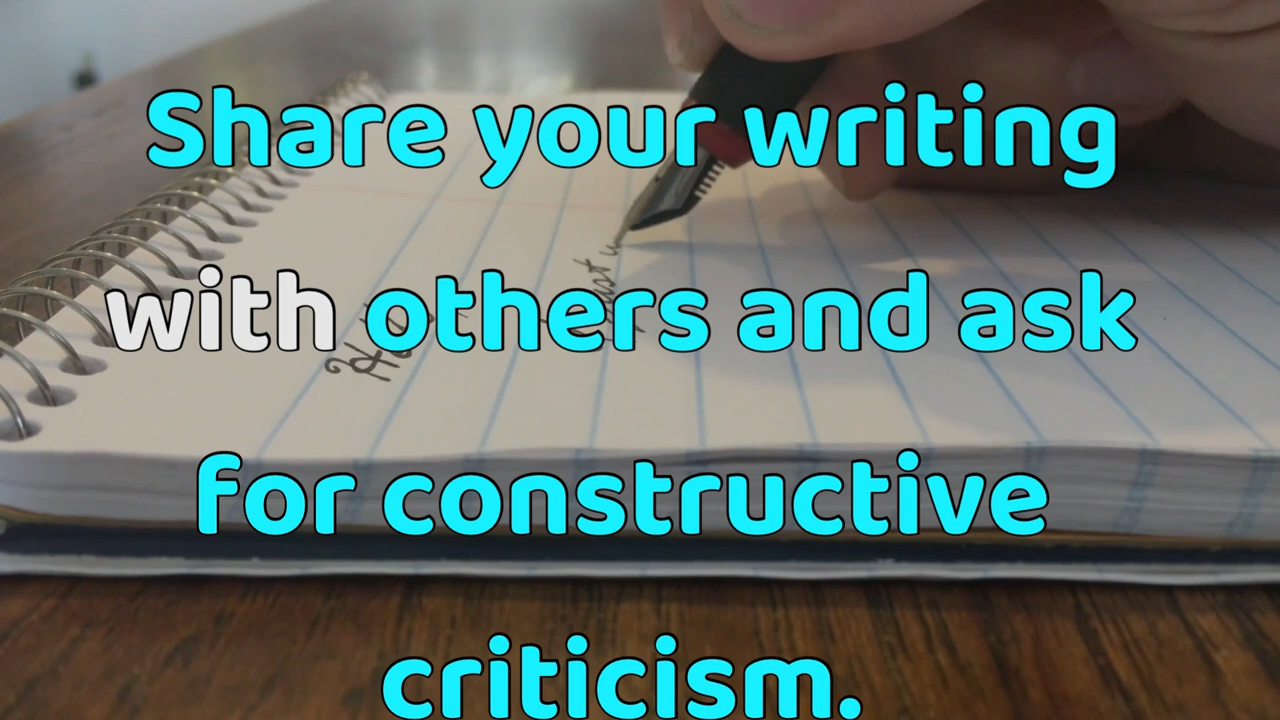 Share your writing
with others and ask
for constructive
criticism.